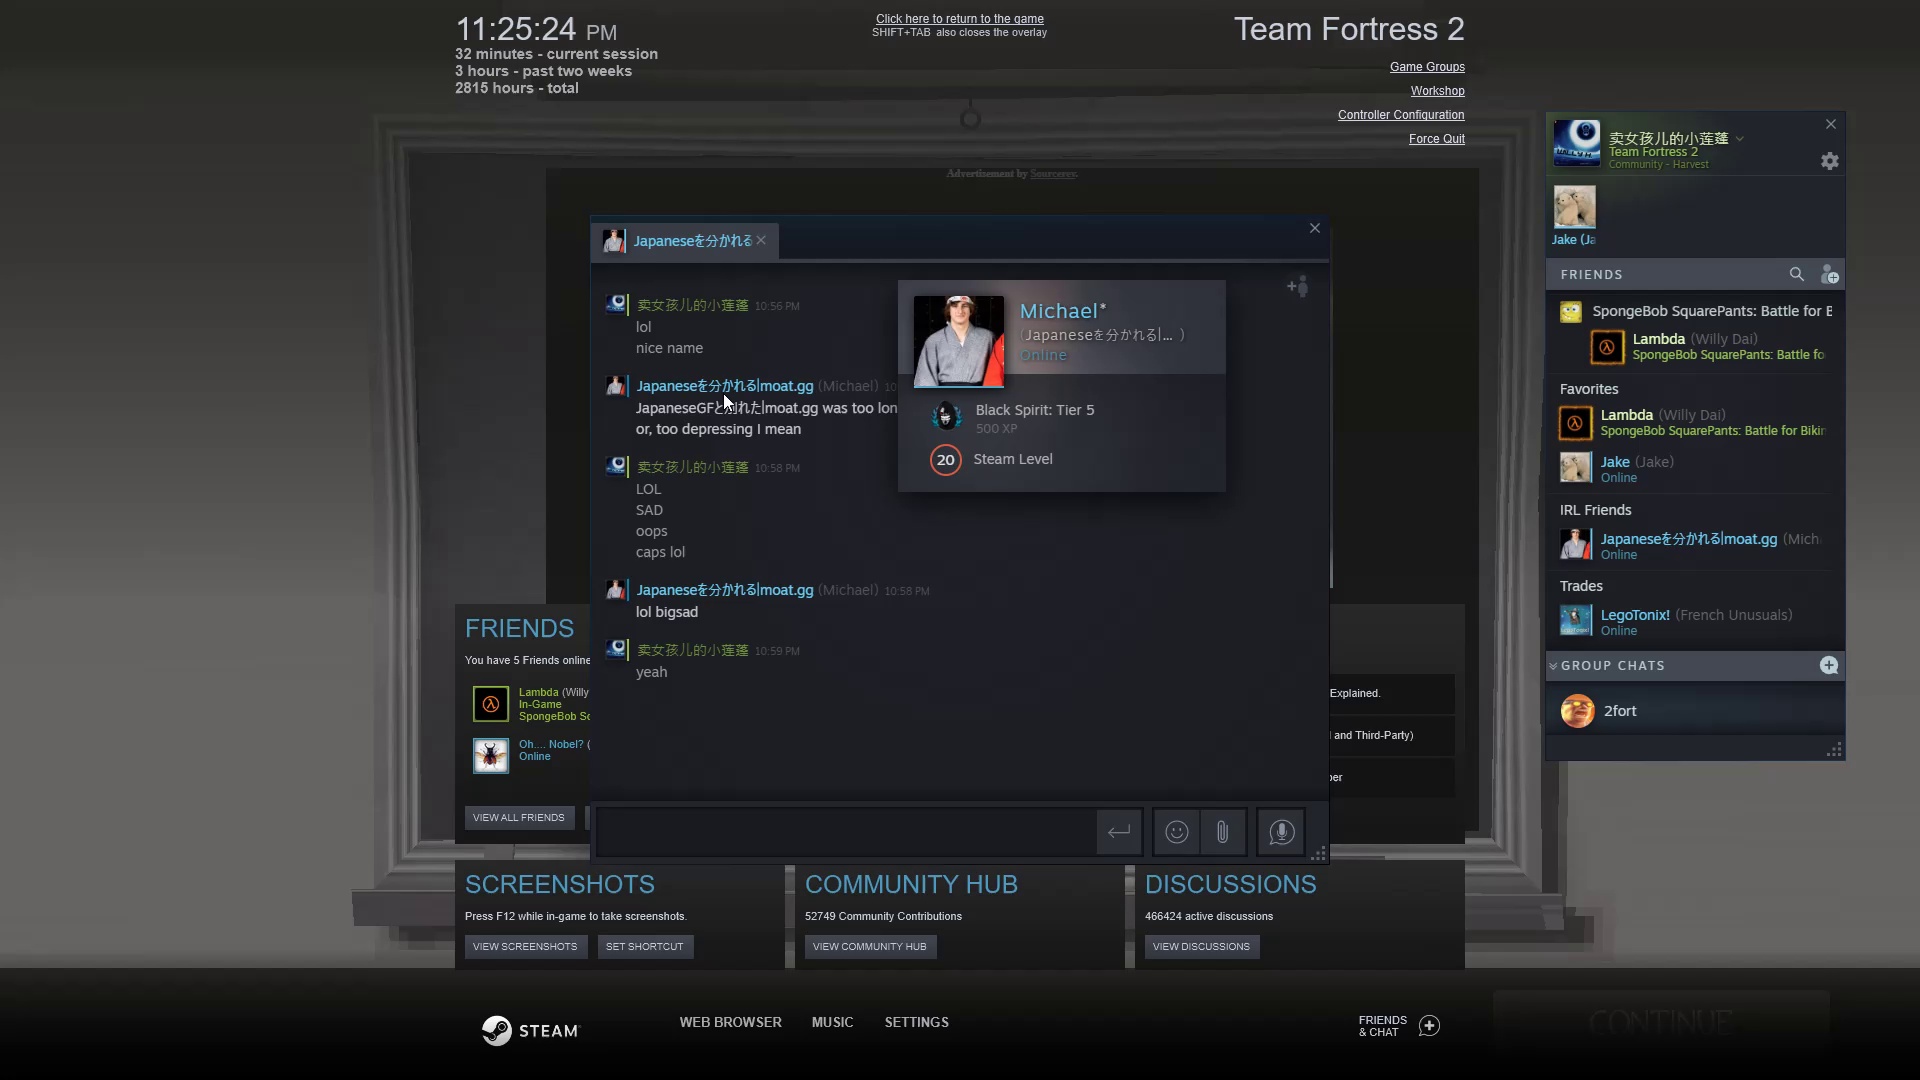 11:25:24 PM
32 minutes - current session
3 hours - past two weeks
2815 hours - total
Click here to return to the game
SHIFT+TAB also closes the overlay
Team Fortress 2
Game Groups
Workshop
Controller Configuration
Force Quit
Advertisement by Sourcerer.
Japaneseを分かれる
卖女孩儿的小莲蓬 10:56 PM
lol
nice name
Japaneseを分かれる|moat.gg (Michael) 10
JapaneseGFと れた|moat.gg was too lon
or, too depressing I mean
卖女孩儿的小莲蓬 10:58 PM
LOL
SAD
oops
caps lol
Japaneseを分かれる|moat.gg (Michael) 10:58 PM
lol bigsad
卖女孩儿的小莲蓬 10:59 PM
yeah
Michael*
(Japaneseを分かれる|... )
Online
Black Spirit: Tier 5
500 XP
20 Steam Level
卖女孩儿的小莲蓬
Team Fortress 2
Community - Harvest
Jake (Ja
FRIENDS
SpongeBob SquarePants: Battle for B
Lambda (Willy Dai)
SpongeBob SquarePants: Battle fo
Favorites
Lambda (Willy Dai)
SpongeBob SquarePants: Battle for Bikin
Jake (Jake)
Online
IRL Friends
Japaneseを分かれる|moat.gg (Mich
Online
Trades
LegoTonix! (French Unusuals)
Online
GROUP CHATS
2fort
FRIENDS
You have 5 Friends online
Lambda (Willy
In-Game
SpongeBob Sc
Oh.... Nobel? (
Online
VIEW ALL FRIENDS
Explained.
and Third-Party)
per
SCREENSHOTS
Press F12 while in-game to take screenshots.
VIEW SCREENSHOTS
SET SHORTCUT
COMMUNITY HUB
52749 Community Contributions
VIEW COMMUNITY HUB
DISCUSSIONS
466424 active discussions
VIEW DISCUSSIONS
STEAM
WEB BROWSER
MUSIC
SETTINGS
FRIENDS
& CHAT
CONTINUE